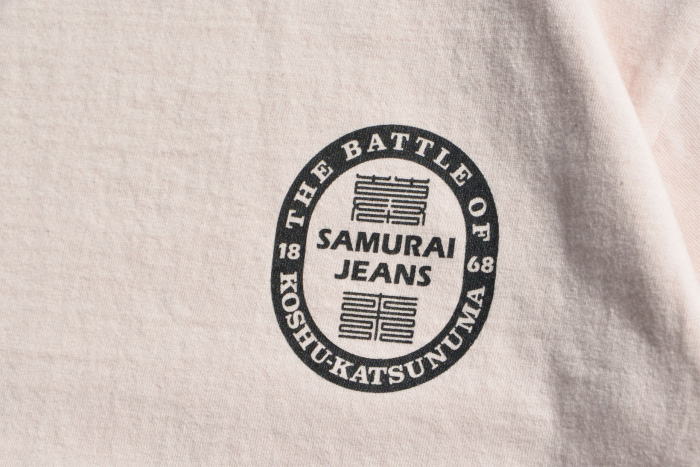 THE BATTLE OF
18 68
SAMURAI
JEANS
KOSHU-KATSUNUMA